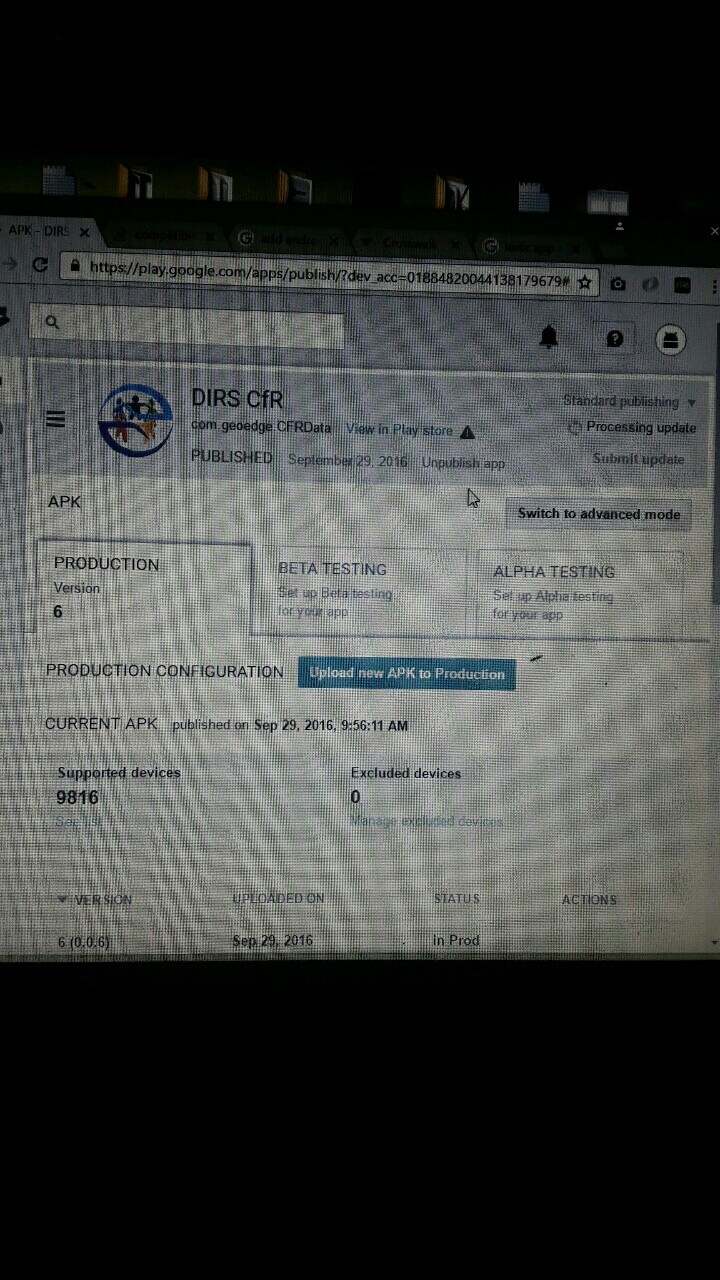 APK - DIRS
https://play.google.com/apps/publish/?dev_acc=01884820044138179679#
DIRS CfR
Standard publishing
com.geoedge.CFRData View in Play store
Processing update
PUBLISHED September 29, 2016 Unpublish app
Submit update
APK
Switch to advanced mode
PRODUCTION
Version
6
BETA TESTING
Set up Beta testing
for your app
ALPHA TESTING
Set up Alpha testing
for your app
PRODUCTION CONFIGURATION Upload new APK to Production
CURRENT APK published on Sep 29, 2016, 9:56:11 AM
Supported devices Excluded devices
9816 0
See list Manage excluded devices
VERSION UPLOADED ON STATUS ACTIONS
6 (0.0.6) Sep 29, 2016 in Prod